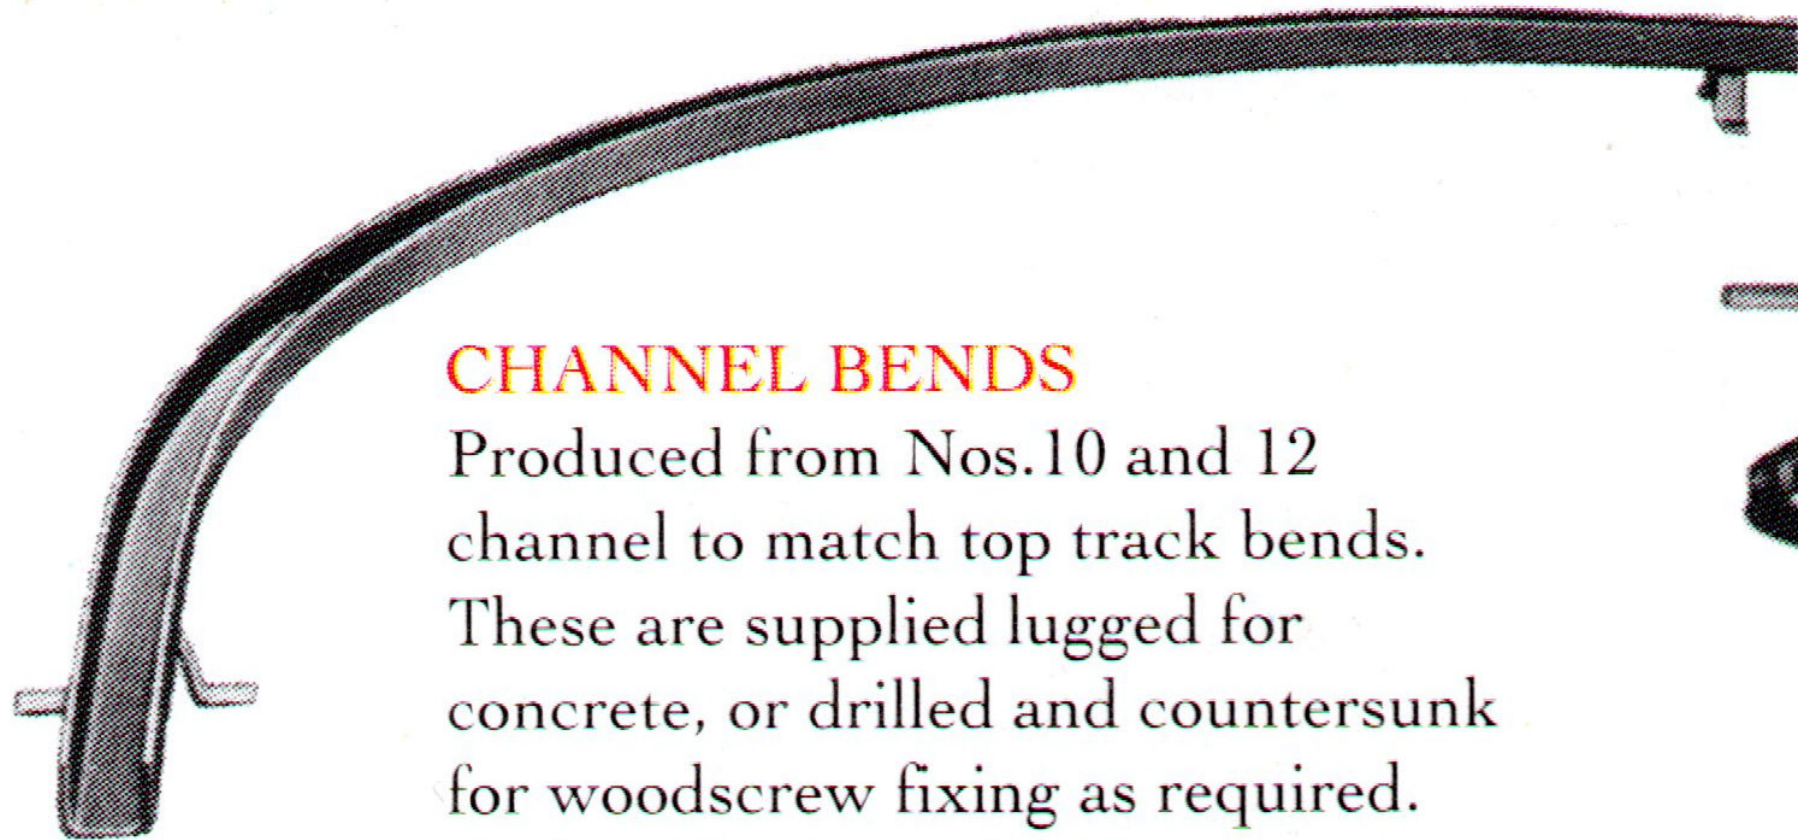 CHANNEL BENDS
Produced from Nos.10 and 12
channel to match top track bends.
These are supplied lugged for
concrete, or drilled and countersunk
for woodscrew fixing as required.